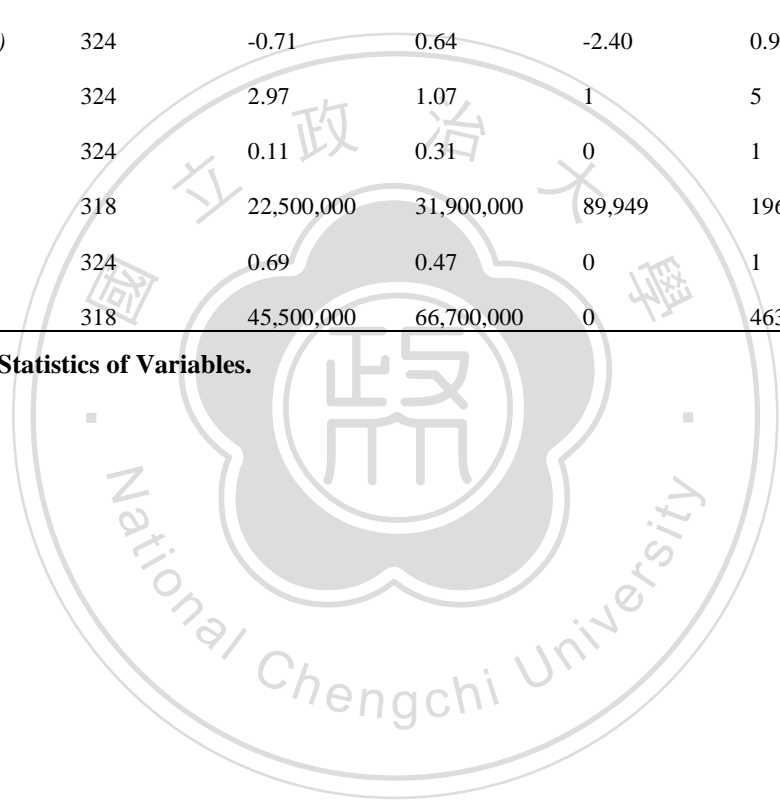 ) 324 -0.71 0.64 -2.40 0.9
324 2.97 1.07 1 5
324 0.11 0.31 0 1
318 22,500,000 31,900,000 89,949 196
324 0.69 0.47 0 1
318 45,500,000 66,700,000 0 463
Statistics of Variables.
國立政治大學
政
National Chengchi University